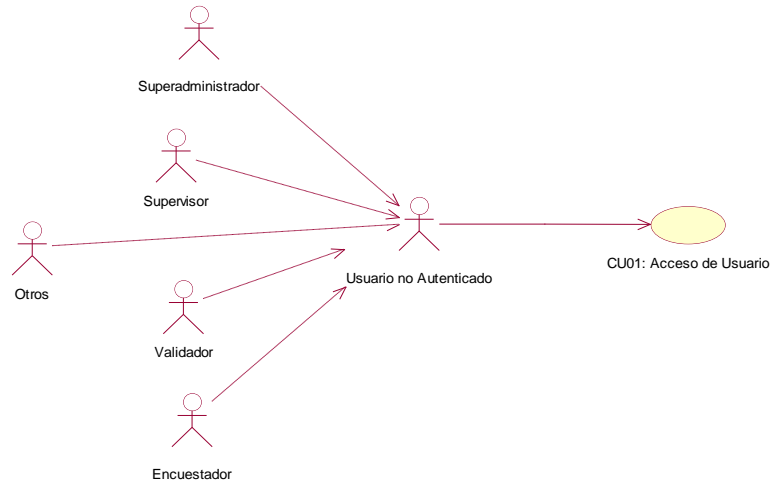 Superadministrador
Supervisor
Otros
Usuario no Autenticado
CU01: Acceso de Usuario
Validador
Encuestador